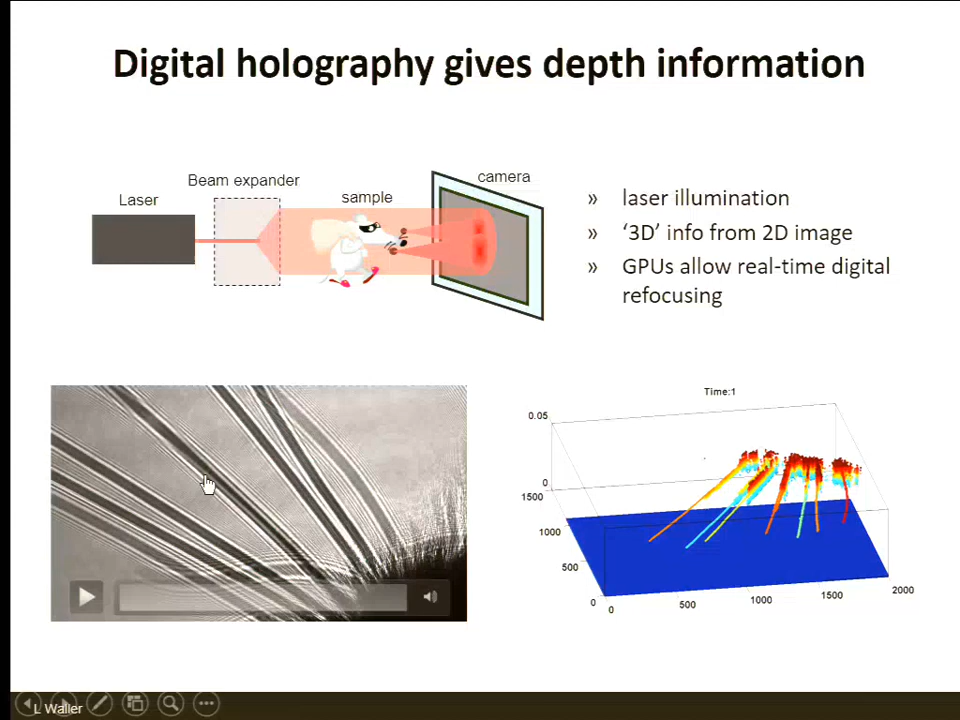 Digital holography gives depth information
Laser
Beam expander
sample
camera
» laser illumination
» ‘3D’ info from 2D image
» GPUs allow real-time digital
refocusing
Time:1
0.05
0
1500
1000
500
0
0
500
1000
1500
2000
L Waller